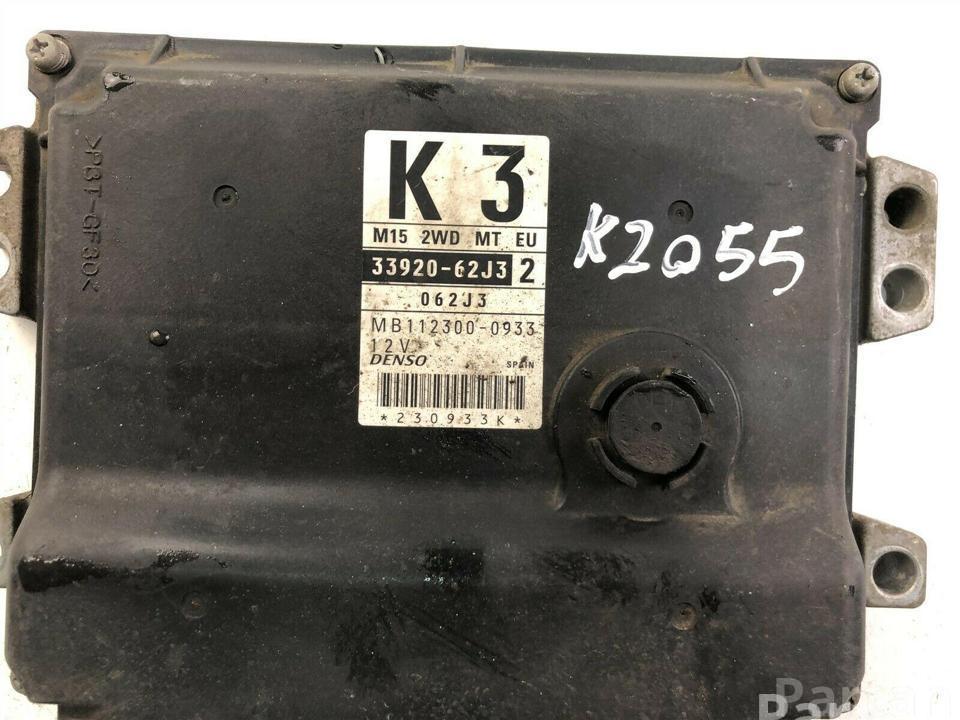 >PBT-GF30<
K 3
M15 2WD MT EU
33920-62J3 2
062J3
MB112300-0933
12V
DENSO SPAIN
*230933K*
K2055